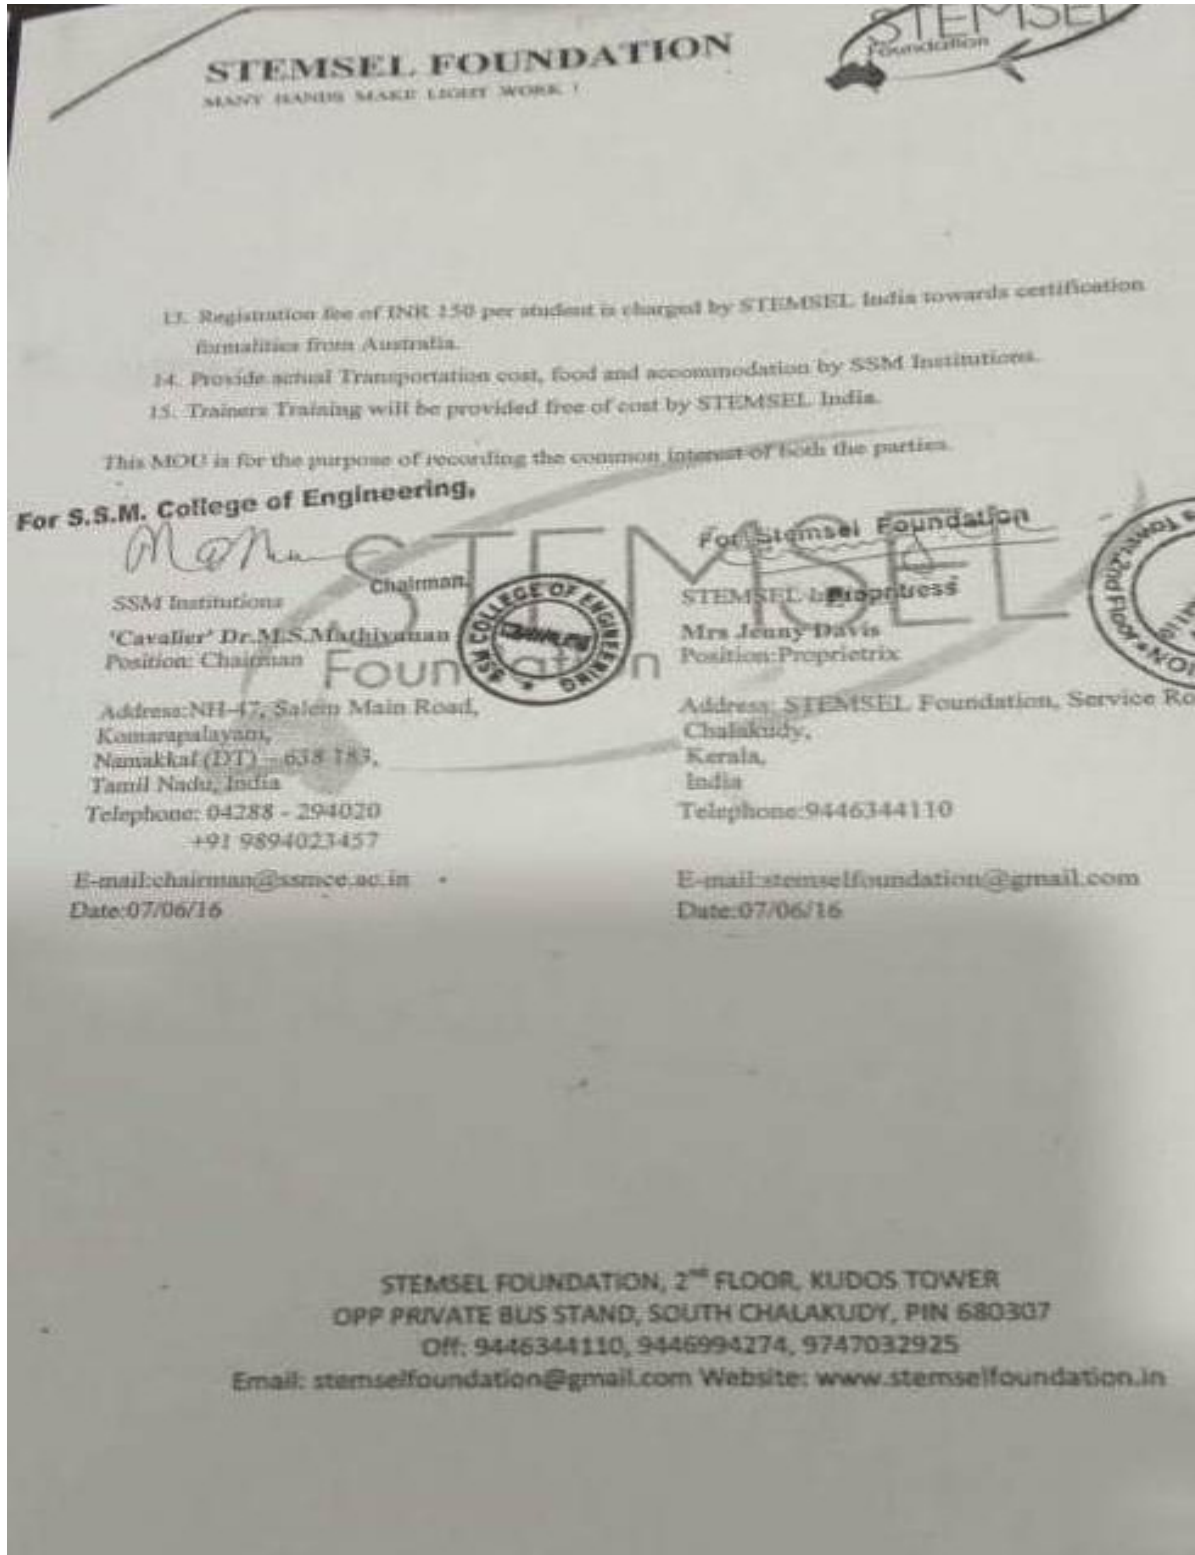 STEMSEL FOUNDATION
MANY HANDS MAKE LIGHT WORK !
STEMSEL
Foundation
13. Registration fee of INR 150 per student is charged by STEMSEL India towards certification
formalities from Australia.
14. Provide actual Transportation cost, food and accommodation by SSM Institutions.
15. Trainers Training will be provided free of cost by STEMSEL India.
This MOU is for the purpose of recording the common interest of both the parties.
For S.S.M. College of Engineering,
Chairman
SSM Institutions
'Cavalier' Dr.M.S.Mathivanan
Position: Chairman
Address:NH-47, Salem Main Road,
Komarapalayam,
Namakkal (DT) – 638 183,
Tamil Nadu, India
Telephone: 04288 - 294020
+91 9894023457
E-mail:chairman@ssmce.ac.in
Date:07/06/16
SSM COLLEGE OF ENGINEERING
STEMSEL
Foundation
For Stemsel Foundation
STEMSEL Propritress
Mrs Jenny Davis
Position:Proprietrix
Address: STEMSEL Foundation, Service Ro
Chalakudy,
Kerala,
India
Telephone:9446344110
E-mail:stemselfoundation@gmail.com
Date:07/06/16
STEMSEL FOUNDATION, 2ND FLOOR, KUDOS TOWER
OPP PRIVATE BUS STAND, SOUTH CHALAKUDY, PIN 680307
Off: 9446344110, 9446994274, 9747032925
Email: stemselfoundation@gmail.com Website: www.stemselfoundation.in